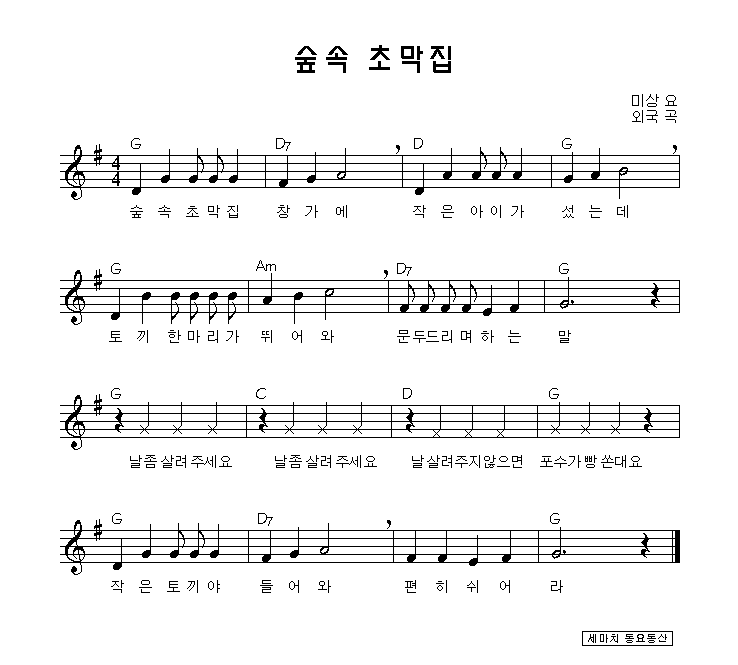 숲속 초막집
미상 요
외국 곡
G D7 D G
4
4
숲 속 초 막 집 창 가 에 작 은 아 이 가 섰 는 데
G Am D7 G
토 끼 한 마 리 가 뛰 어 와 문 두 드 리 며 하 는 말
G C D G
날 좀 살려 주세요 날 좀 살려 주세요 날 살려주지않으면 포수가 빵 쏜대요
G D7 G
작 은 토 끼 야 들 어 와 편 히 쉬 어 라
세마치 동요동산